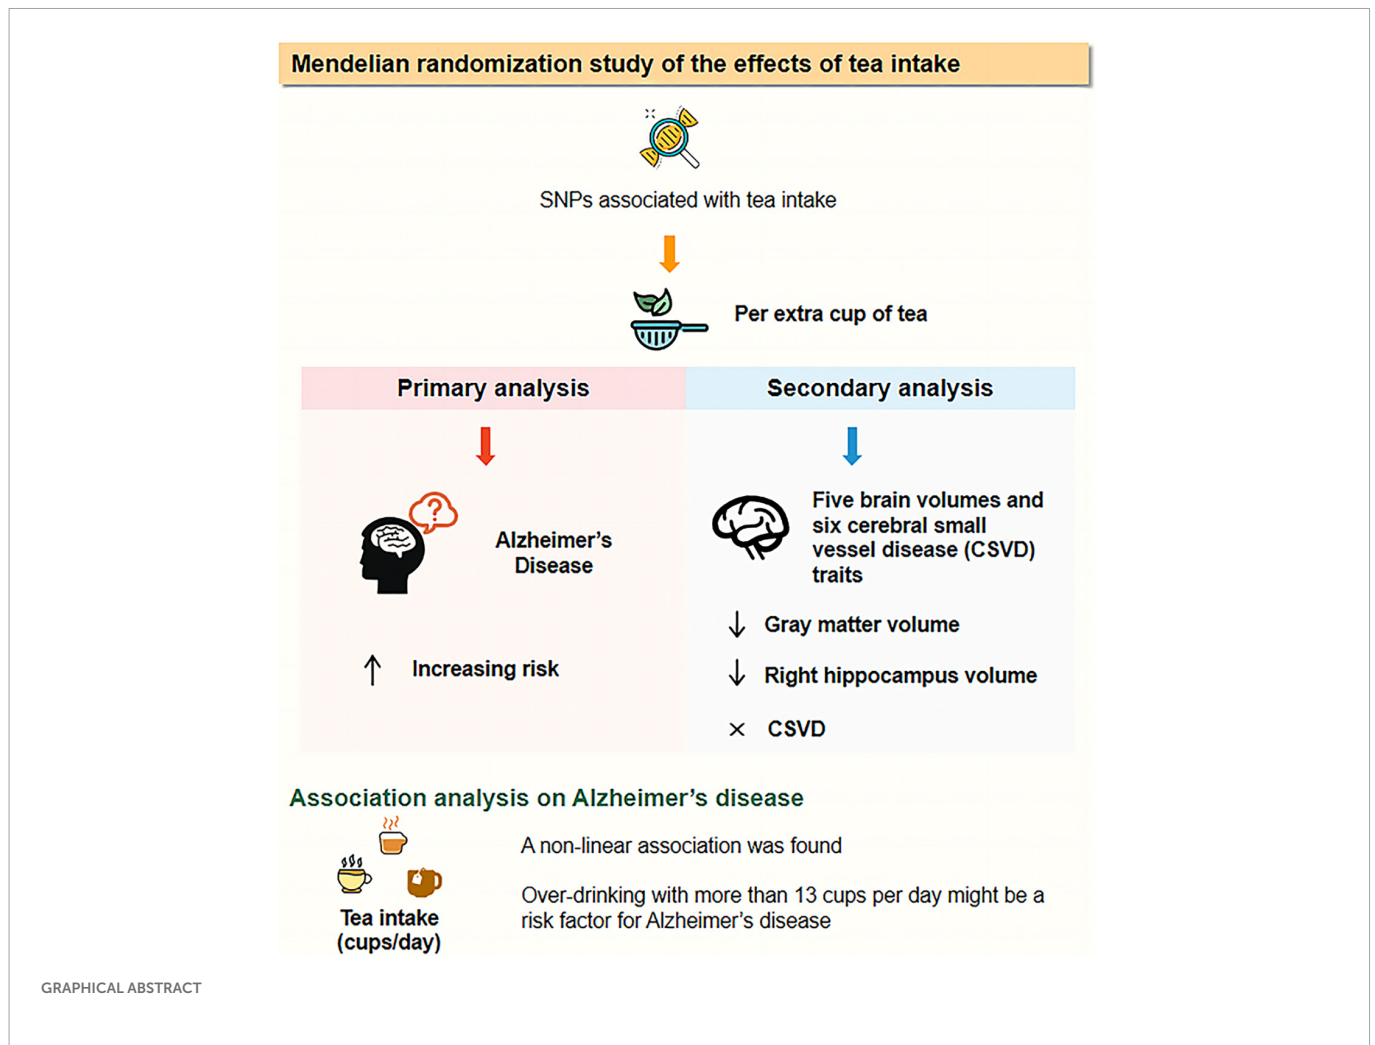 Mendelian randomization study of the effects of tea intake
SNPs associated with tea intake
Per extra cup of tea
Primary analysis
Secondary analysis
?
Alzheimer's
Disease
Increasing risk
Five brain volumes and
six cerebral small
vessel disease (CSVD)
traits
Gray matter volume
Right hippocampus volume
CSVD
Association analysis on Alzheimer's disease
Tea intake
(cups/day)
A non-linear association was found
Over-drinking with more than 13 cups per day might be a
risk factor for Alzheimer's disease
GRAPHICAL ABSTRACT